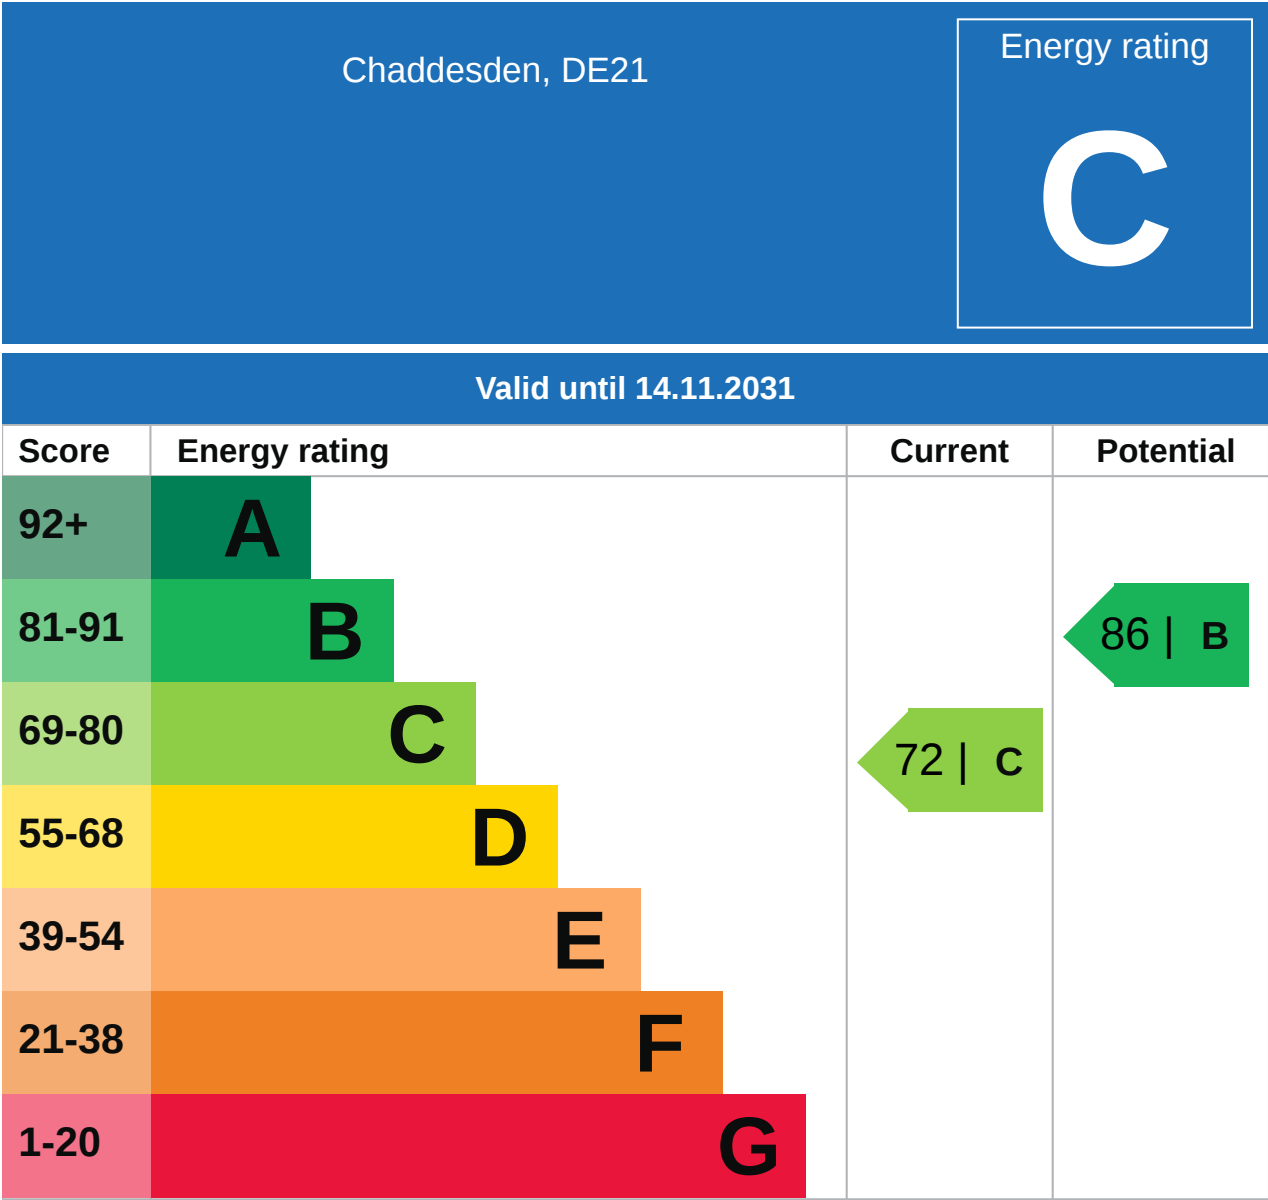 Chaddesden, DE21
Energy rating
C
Valid until 14.11.2031
Score Energy rating Current Potential
92+ A
81-91 B
86 | B
69-80 C
72 | C
55-68 D
39-54 E
21-38 F
1-20 G